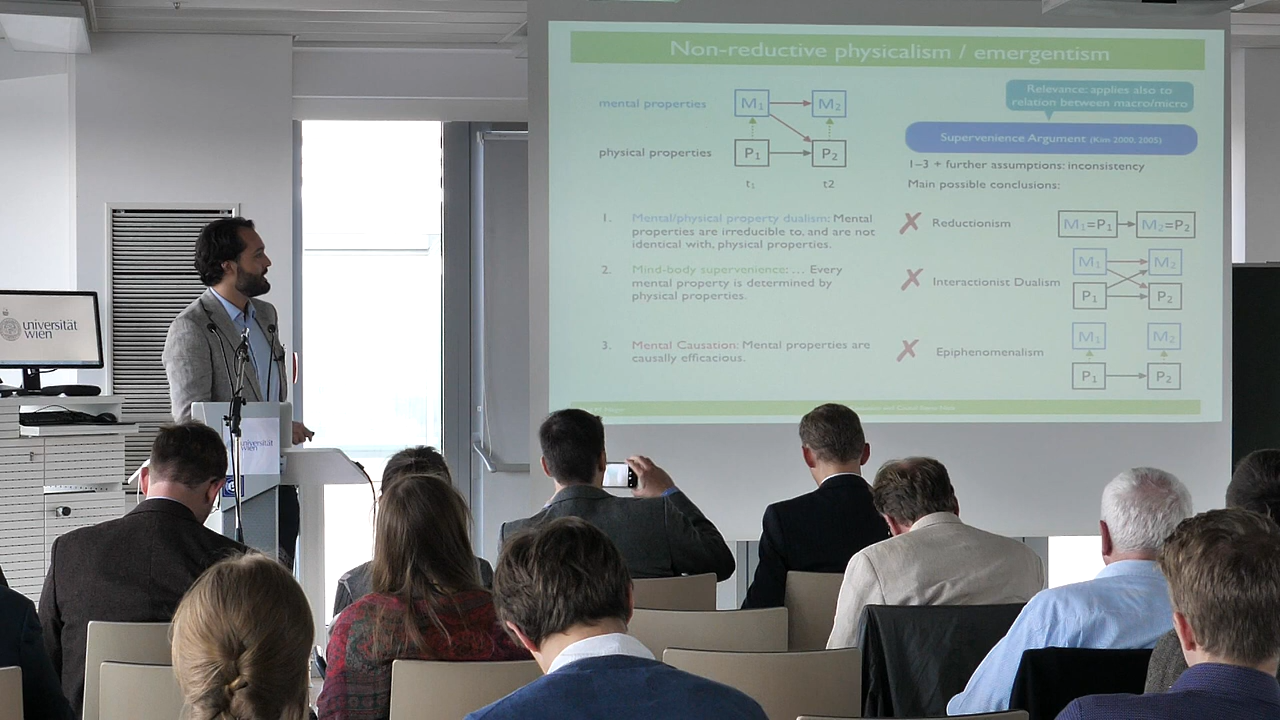 Non-reductive physicalism / emergentism
mental properties
M₁
M₂
physical properties
P₁
P₂
t₁
t2
Relevance: applies also to
relation between macro/micro
Supervenience Argument (Kim 2000, 2005)
1–3 + further assumptions: inconsistency
Main possible conclusions:
1. Mental/physical property dualism: Mental
properties are irreducible to, and are not
identical with, physical properties.
2. Mind-body supervenience: … Every
mental property is determined by
physical properties.
3. Mental Causation: Mental properties are
causally efficacious.
✗ Reductionism
M₁=P₁
M₂=P₂
✗ Interactionist Dualism
M₁
M₂
P₁
P₂
✗ Epiphenomenalism
M₁
M₂
P₁
P₂
universität
wien
universität
wien